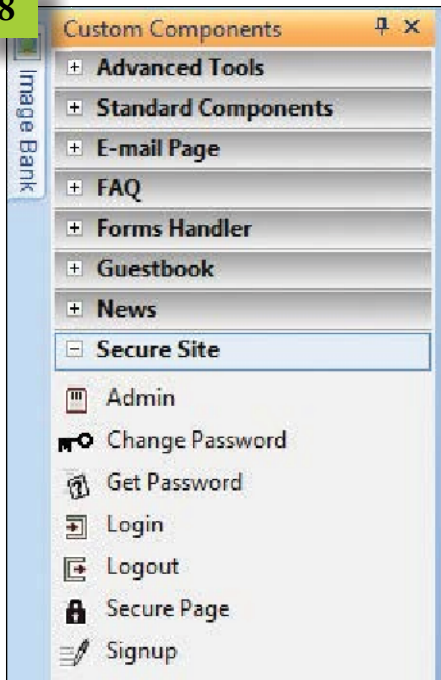 8
Custom Components
Image Bank
Advanced Tools
Standard Components
E-mail Page
FAQ
Forms Handler
Guestbook
News
Secure Site
Admin
Change Password
Get Password
Login
Logout
Secure Page
Signup